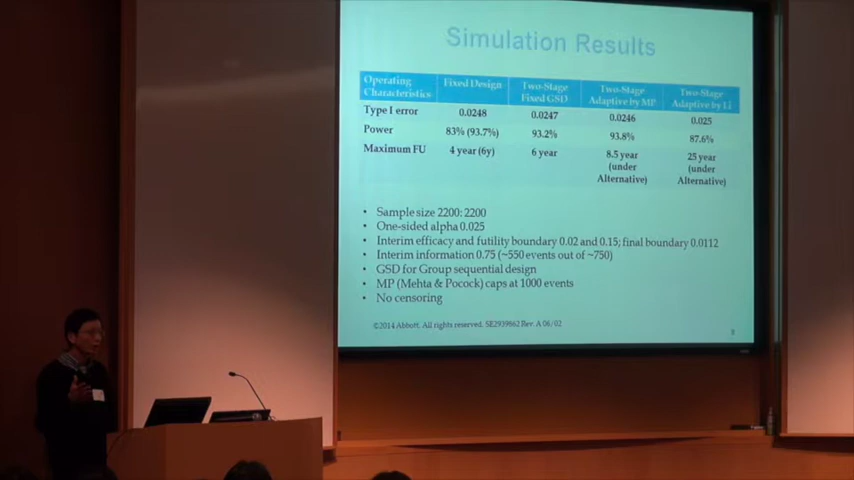 Simulation Results
Operating Characteristics Fixed Design Two-Stage Fixed GSD Two-Stage Adaptive by MP Two-Stage Adaptive by Li
Type I error 0.0248 0.0247 0.0246 0.025
Power 83% (93.7%) 93.2% 93.8% 87.6%
Maximum FU 4 year (6y) 6 year 8.5 year (under Alternative) 25 year (under Alternative)
• Sample size 2200: 2200
• One-sided alpha 0.025
• Interim efficacy and futility boundary 0.02 and 0.15; final boundary 0.0112
• Interim information 0.75 (~550 events out of ~750)
• GSD for Group sequential design
• MP (Mehta & Pocock) caps at 1000 events
• No censoring
©2014 Abbott. All rights reserved. SE2939862 Rev. A 06/02